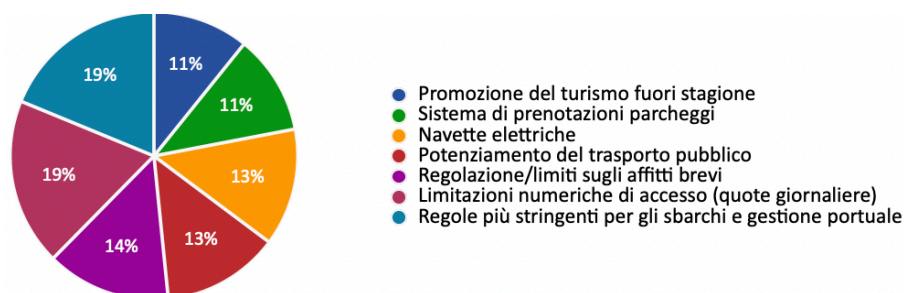 11%
11%
13%
13%
14%
19%
19%
Promozione del turismo fuori stagione
Sistema di prenotazioni parcheggi
Navette elettriche
Potenziamento del trasporto pubblico
Regolazione/limiti sugli affitti brevi
Limitazioni numeriche di accesso (quote giornaliere)
Regole più stringenti per gli sbarchi e gestione portuale